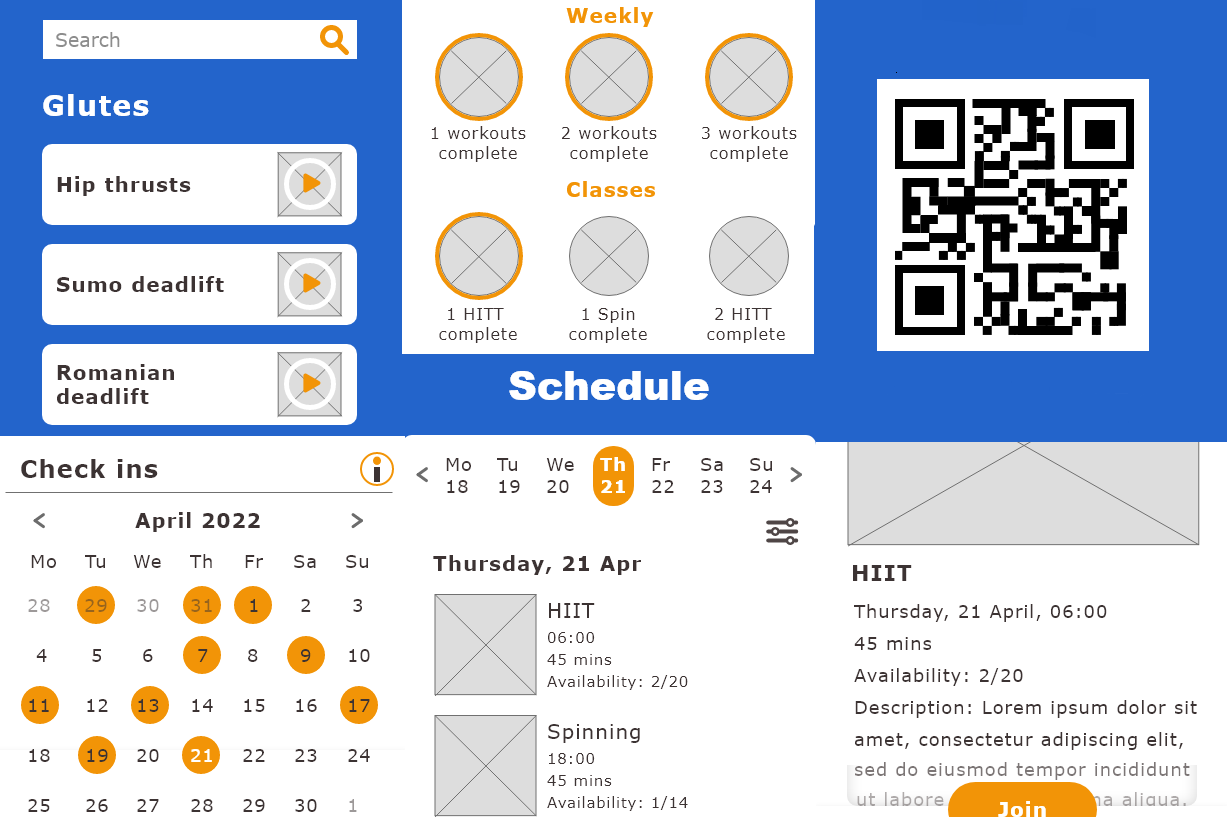 Search
Glutes
Hip thrusts
Sumo deadlift
Romanian
deadlift
Weekly
1 workouts
complete
2 workouts
complete
3 workouts
complete
Classes
1 HITT
complete
1 Spin
complete
2 HITT
complete
Schedule
Check ins
i
< April 2022 >
Mo Tu We Th Fr Sa Su
28 29 30 31 1 2 3
4 5 6 7 8 9 10
11 12 13 14 15 16 17
18 19 20 21 22 23 24
25 26 27 28 29 30 1
Mo Tu We Th Fr Sa Su
< 18 19 20 21 22 23 24 >
Thursday, 21 Apr
HIIT
06:00
45 mins
Availability: 2/20
Spinning
18:00
45 mins
Availability: 1/14
HIIT
Thursday, 21 April, 06:00
45 mins
Availability: 2/20
Description: Lorem ipsum dolor sit
amet, consectetur adipiscing elit,
sed do eiusmod tempor incididunt
ut labore na aliqua.
Join